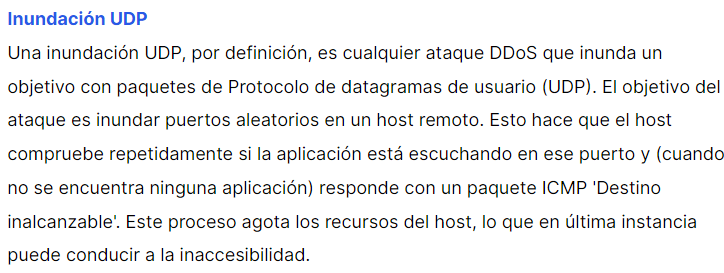 Inundación UDP
Una inundación UDP, por definición, es cualquier ataque DDoS que inunda un
objetivo con paquetes de Protocolo de datagramas de usuario (UDP). El objetivo del
ataque es inundar puertos aleatorios en un host remoto. Esto hace que el host
compruebe repetidamente si la aplicación está escuchando en ese puerto y (cuando
no se encuentra ninguna aplicación) responde con un paquete ICMP 'Destino
inalcanzable'. Este proceso agota los recursos del host, lo que en última instancia
puede conducir a la inaccesibilidad.